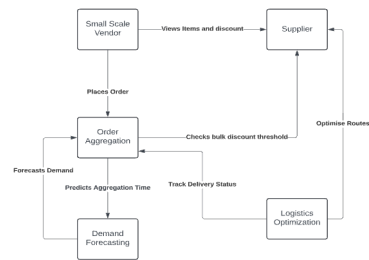 Small Scale
Vendor
Views Items and discount
Supplier
Places Order
Optimise Routes
Order
Aggregation
Checks bulk discount threshold
Forecasts Demand
Predicts Aggregation Time
Track Delivery Status
Demand
Forecasting
Logistics
Optimization